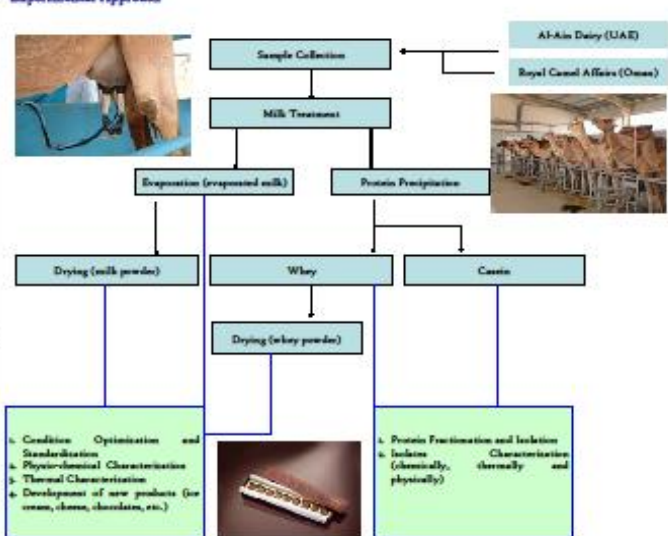 Experimental Approach
Al-Ain Dairy (UAE)
Sample Collection
Royal Camel Affairs (Oman)
Milk Treatment
Evaporation (evaporated milk)
Protein Precipitation
Drying (milk powder)
Whey
Casein
Drying (whey powder)
1. Condition Optimization and
Standardization
2. Physio-chemical Characterization
3. Thermal Characterization
4. Development of new products (ice
cream, cheese, chocolates, etc.)
1. Protein Fractionation and Isolation
2. Isolates Characterization
(chemically, thermally and
physically)